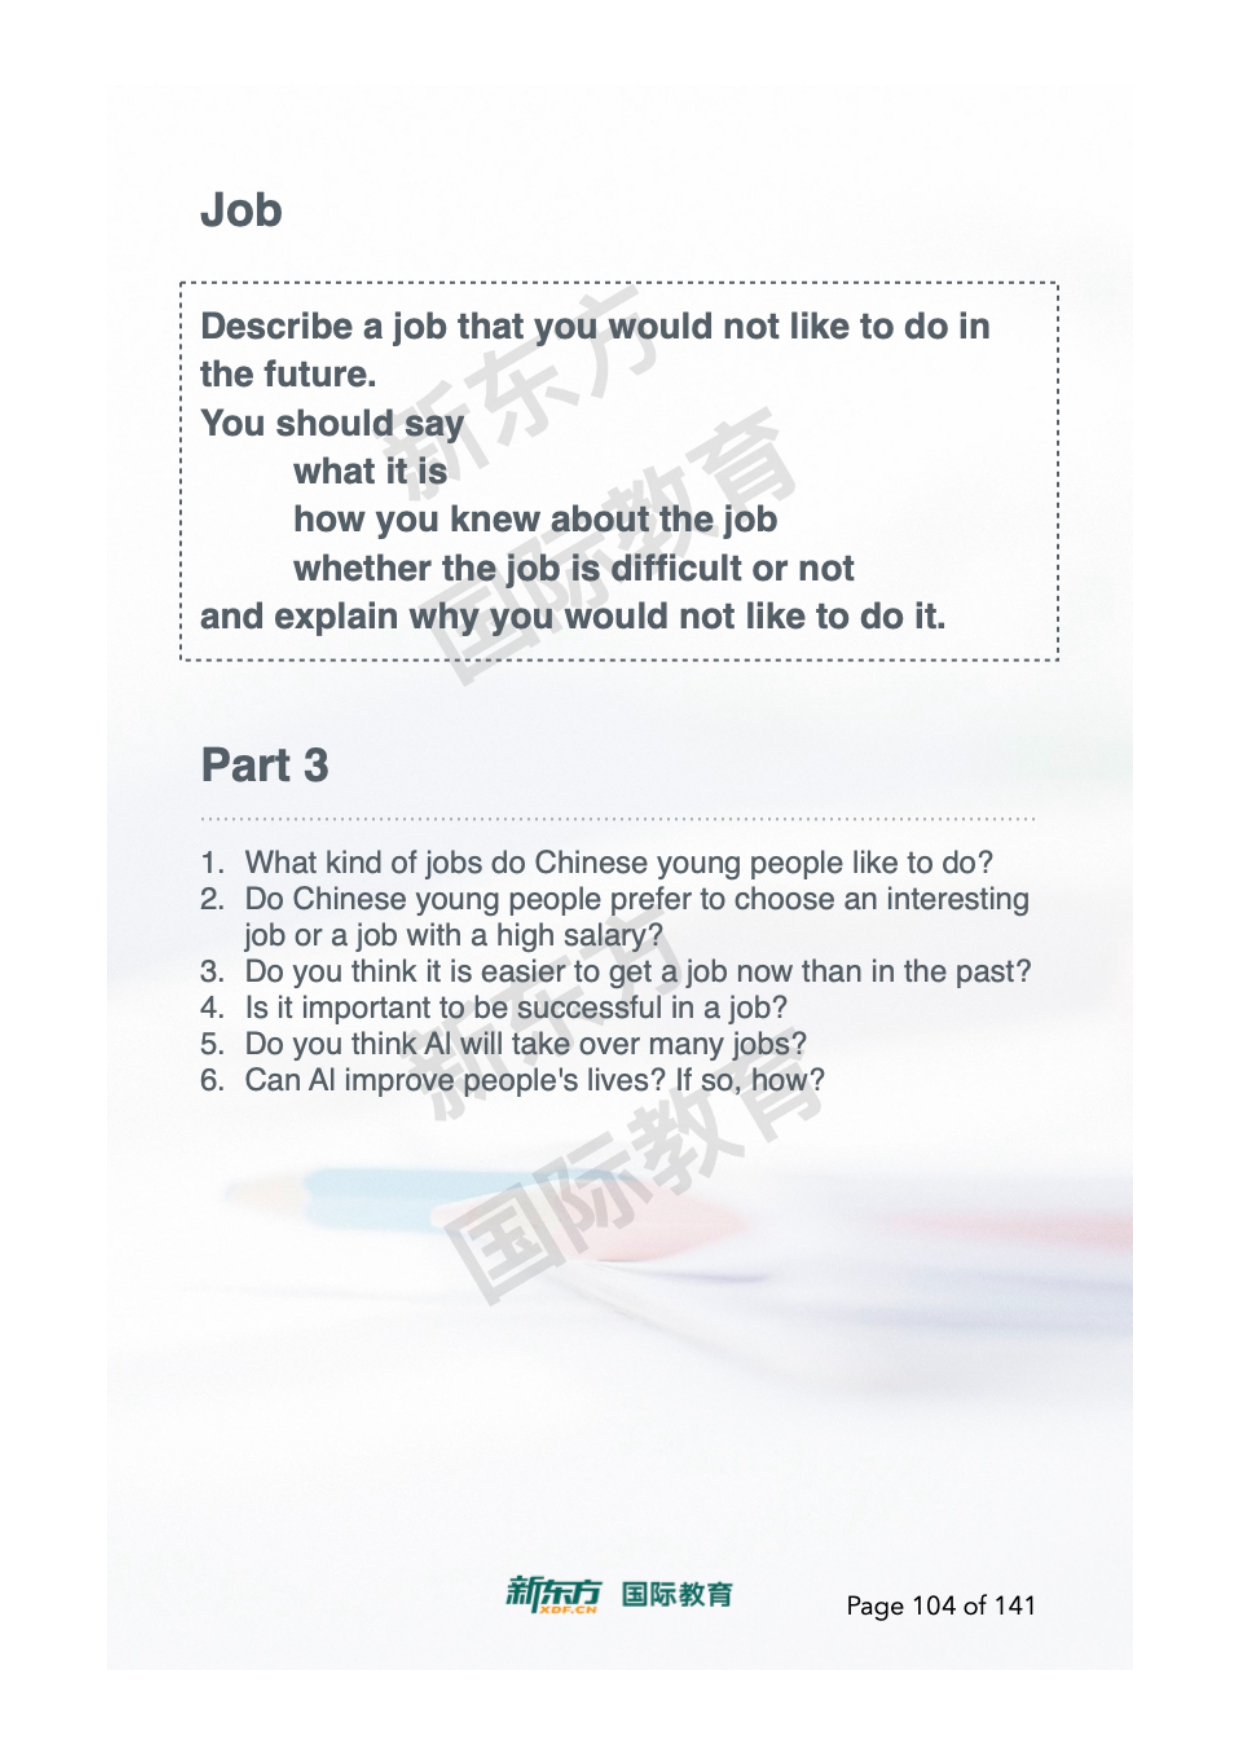 Job
Describe a job that you would not like to do in
the future.
You should say
what it is
how you knew about the job
whether the job is difficult or not
and explain why you would not like to do it.
新东方
国际教育
Part 3
1. What kind of jobs do Chinese young people like to do?
2. Do Chinese young people prefer to choose an interesting
job or a job with a high salary?
3. Do you think it is easier to get a job now than in the past?
4. Is it important to be successful in a job?
5. Do you think AI will take over many jobs?
6. Can AI improve people's lives? If so, how?
新东方
国际教育
新东方 国际教育
XDF.CN
Page 104 of 141